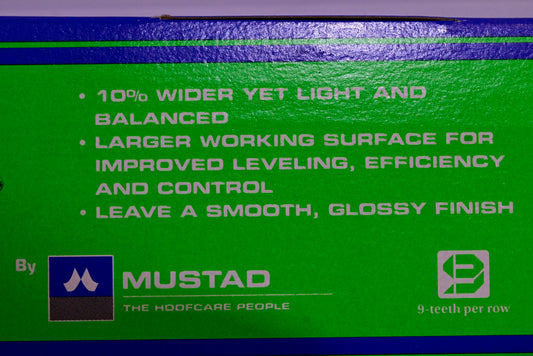 • 10% WIDER YET LIGHT AND
BALANCED
• LARGER WORKING SURFACE FOR
IMPROVED LEVELING, EFFICIENCY
AND CONTROL
• LEAVE A SMOOTH, GLOSSY FINISH
By
MUSTAD
THE HOOFCARE PEOPLE
9-teeth per row